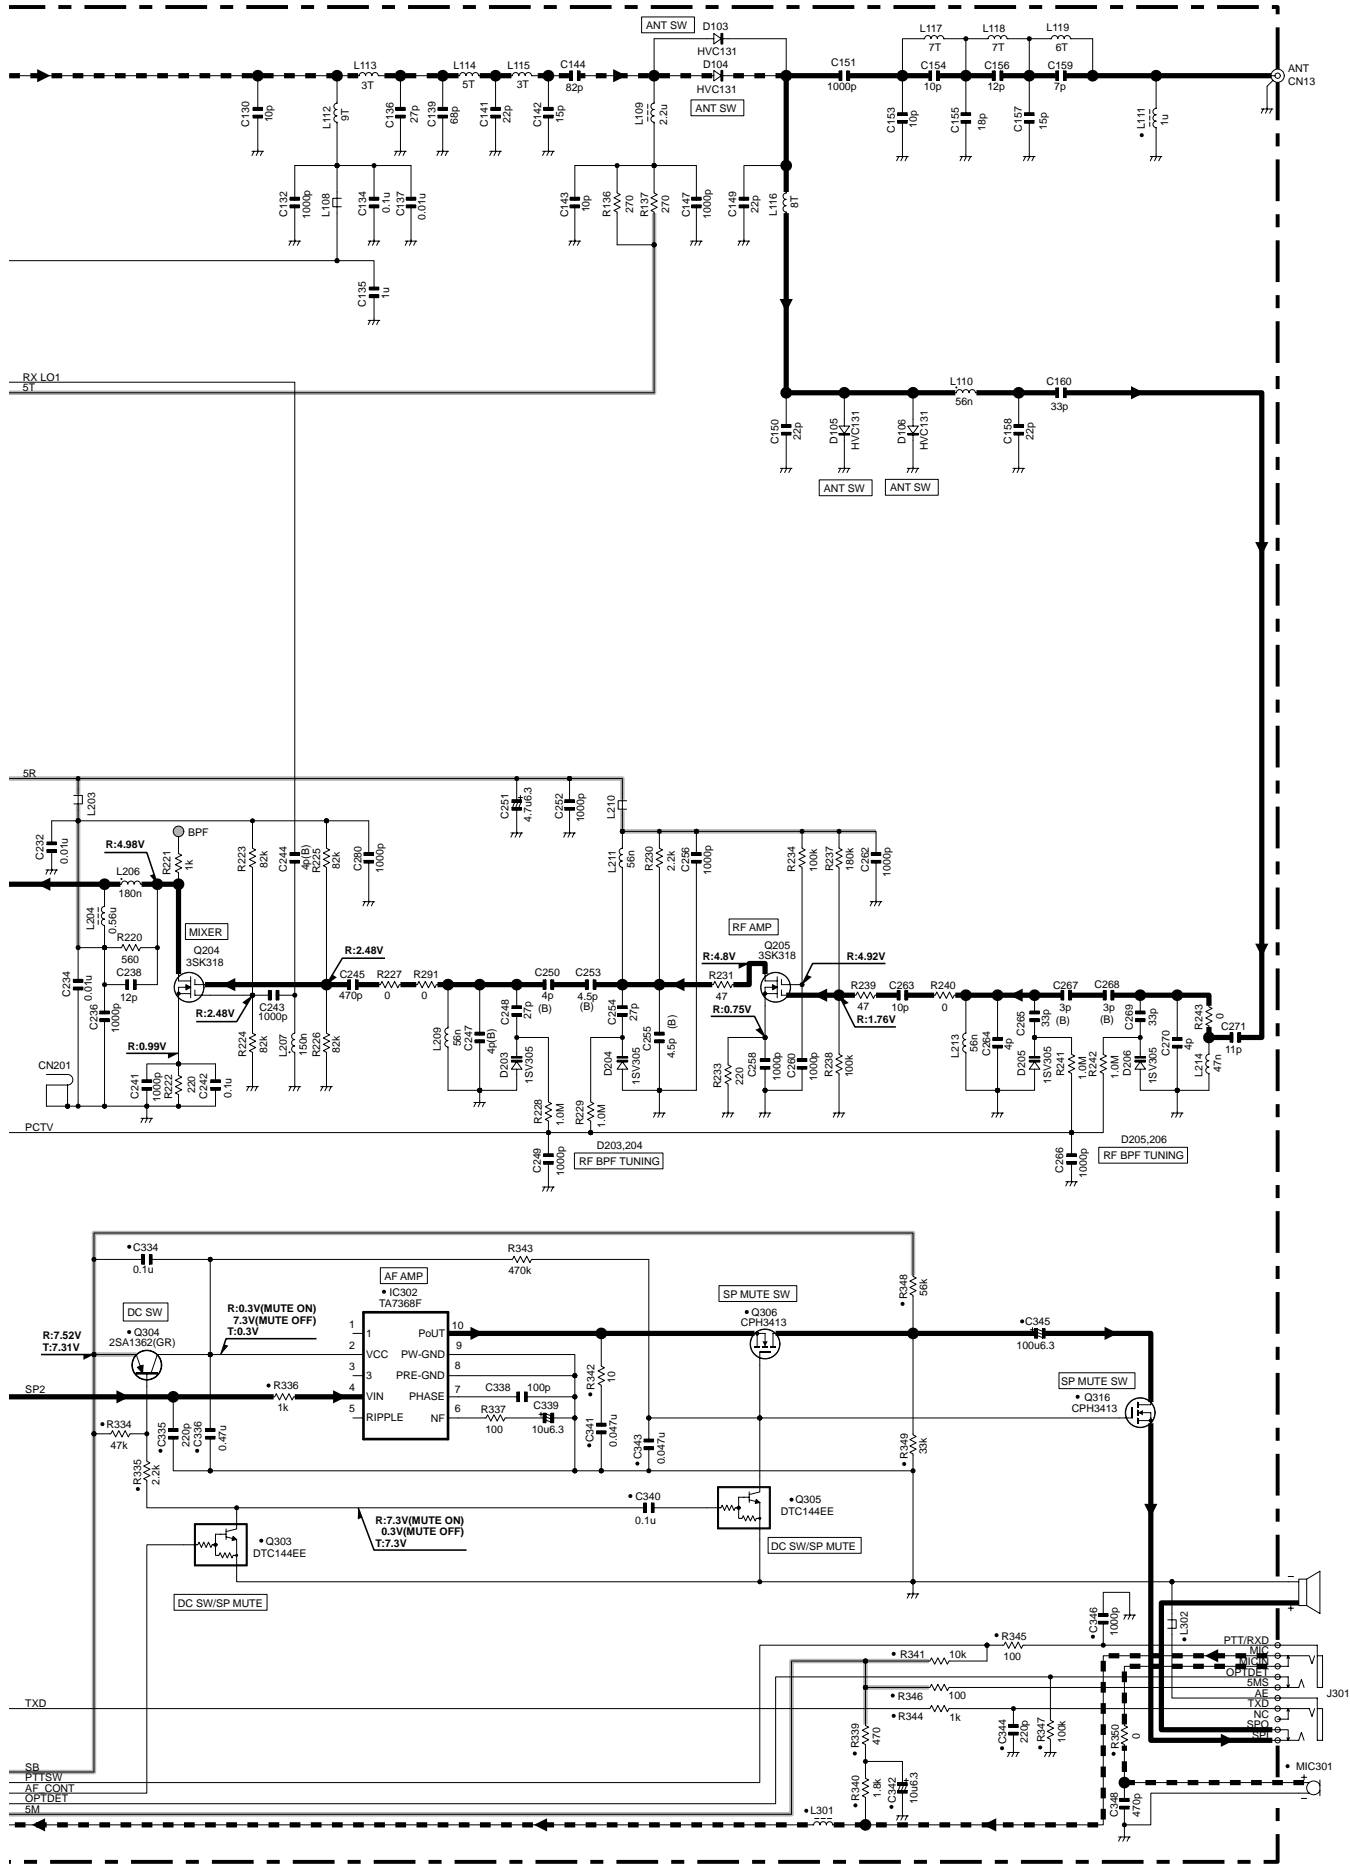 ANT SW
D103
HVC131
D104
HVC131
ANT SW
L113
3T
L114
5T
L115
3T
C144
82p
C151
1000p
L117
7T
L118
7T
L119
6T
C154
10p
C156
12p
C159
7p
ANT
CN13
C130
10p
L112
9T
C136
27p
C139
68p
C141
22p
C142
15p
L109
2.2u
C153
10p
C155
18p
C157
15p
•L111
1u
C132
1000p
L108
C134
0.1u
C137
0.01u
C143
10p
R136
270
R137
270
C147
1000p
C149
22p
L116
8T
C135
1u
RX LO1
5T
L110
56n
C160
33p
C150
22p
D105
HVC131
D106
HVC131
C158
22p
ANT SW
ANT SW
5R
L203
C251
4.7u6.3
C252
1000p
L210
BPF
C232
0.01u
R:4.98V
R221
1k
R223
82k
C244
4p(B)
R225
82k
C280
1000p
L211
56n
R230
2.2k
C256
1000p
R234
100k
R237
180k
C262
1000p
L206
180n
L204
0.56u
R220
560
C238
12p
MIXER
Q204
3SK318
RF AMP
Q205
3SK318
R:2.48V
R:4.8V
R:4.92V
C245
470p
R227
0
R291
0
C250
4p
(B)
C253
4.5p
(B)
R231
47
R239
47
C263
10p
R240
0
C267
3p
(B)
C268
3p
(B)
C234
0.01u
C236
1000p
R:2.48V
C243
1000p
C248
27p
C254
27p
C255
4.5p
(B)
R:0.75V
R:1.76V
C265
33p
C269
33p
R243
0
C271
11p
R:0.99V
R224
82k
L207
150n
R226
82k
L209
56n
C247
4p(B)
D203
1SV305
D204
1SV305
R233
220
C258
1000p
C260
1000p
R238
100k
L213
56n
C264
4p
D205
1SV305
R241
1.0M
R242
1.0M
D206
1SV305
C270
4p
L214
47n
CN201
C241
1000p
R222
220
C242
0.1u
R228
1.0M
R229
1.0M
PCTV
C249
1000p
D203,204
RF BPF TUNING
C266
1000p
D205,206
RF BPF TUNING
•C334
0.1u
R343
470k
•R348
56k
AF AMP
•IC302
TA7368F
SP MUTE SW
•Q306
CPH3413
DC SW
•Q304
2SA1362(GR)
R:0.3V(MUTE ON)
7.3V(MUTE OFF)
T:0.3V
R:7.52V
T:7.31V
1
1
2
VCC
3
3
4
VIN
5
RIPPLE
PoUT
10
PW-GND
9
PRE-GND
8
PHASE
7
NF
6
•C345
100u6.3
SP2
•R336
1k
C338
100p
R337
100
C339
10u6.3
•R342
10
SP MUTE SW
•Q316
CPH3413
•R334
47k
•C335
220p
•C336
0.47u
•C341
0.047u
•C343
0.047u
•R349
33k
•R335
2.2k
•C340
0.1u
R:7.3V(MUTE ON)
0.3V(MUTE OFF)
T:7.3V
•Q305
DTC144EE
•Q303
DTC144EE
DC SW/SP MUTE
DC SW/SP MUTE
•C346
1000p
•L302
•R345
100
•R341
10k
PTT/RXD
MIC
MICIN
OPTDET
5MS
AE
TXD
NC
SPO
SPI
J301
•R346
100
•R344
1k
TXD
•R339
470
•C344
220p
•R347
100k
•R350
0
SB
PTTSW
AF_CONT
OPTDET
5M
•R340
1.8k
•C342
10u6.3
•L301
C348
470p
•MIC301